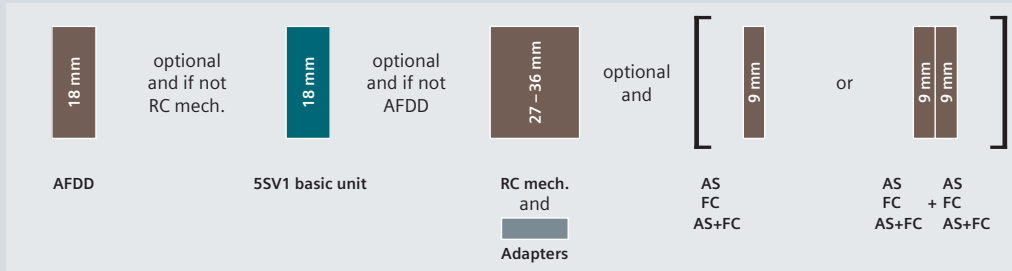 18 mm
optional
and if not
RC mech.
18 mm
optional
and if not
AFDD
27 – 36 mm
optional
and
9 mm
or
9 mm
9 mm
AFDD
5SV1 basic unit
RC mech.
and
Adapters
AS
FC
AS+FC
AS AS
FC + FC
AS+FC AS+FC